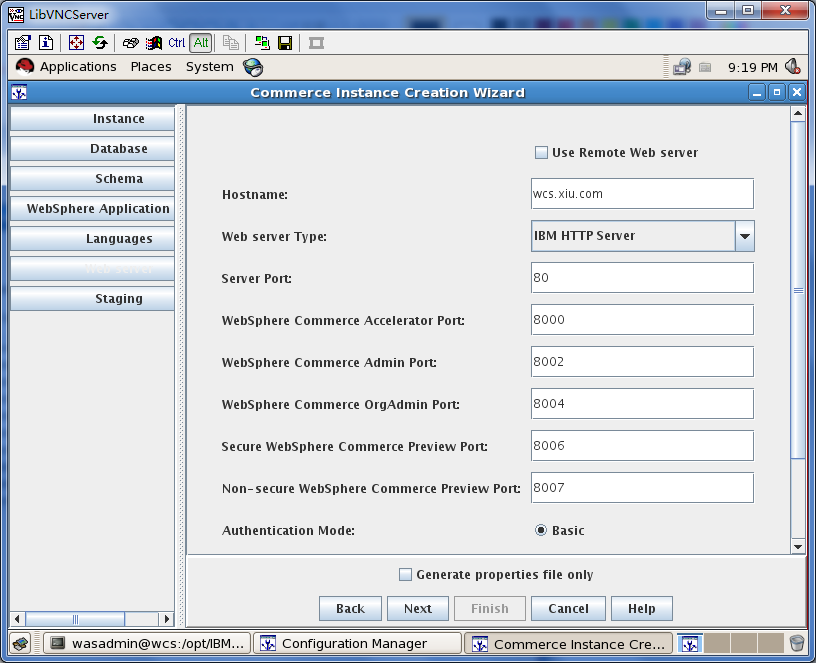 LibVNCServer
Ctrl Alt
Applications Places System 9:19 PM
Commerce Instance Creation Wizard
Instance
Database
Schema
WebSphere Application
Languages
Web server
Staging
Use Remote Web server
Hostname: wcs.xiu.com
Web server Type: IBM HTTP Server
Server Port: 80
WebSphere Commerce Accelerator Port: 8000
WebSphere Commerce Admin Port: 8002
WebSphere Commerce OrgAdmin Port: 8004
Secure WebSphere Commerce Preview Port: 8006
Non-secure WebSphere Commerce Preview Port: 8007
Authentication Mode: Basic
Generate properties file only
Back Next Finish Cancel Help
wasadmin@wcs:/opt/IBM... Configuration Manager Commerce Instance Cre...